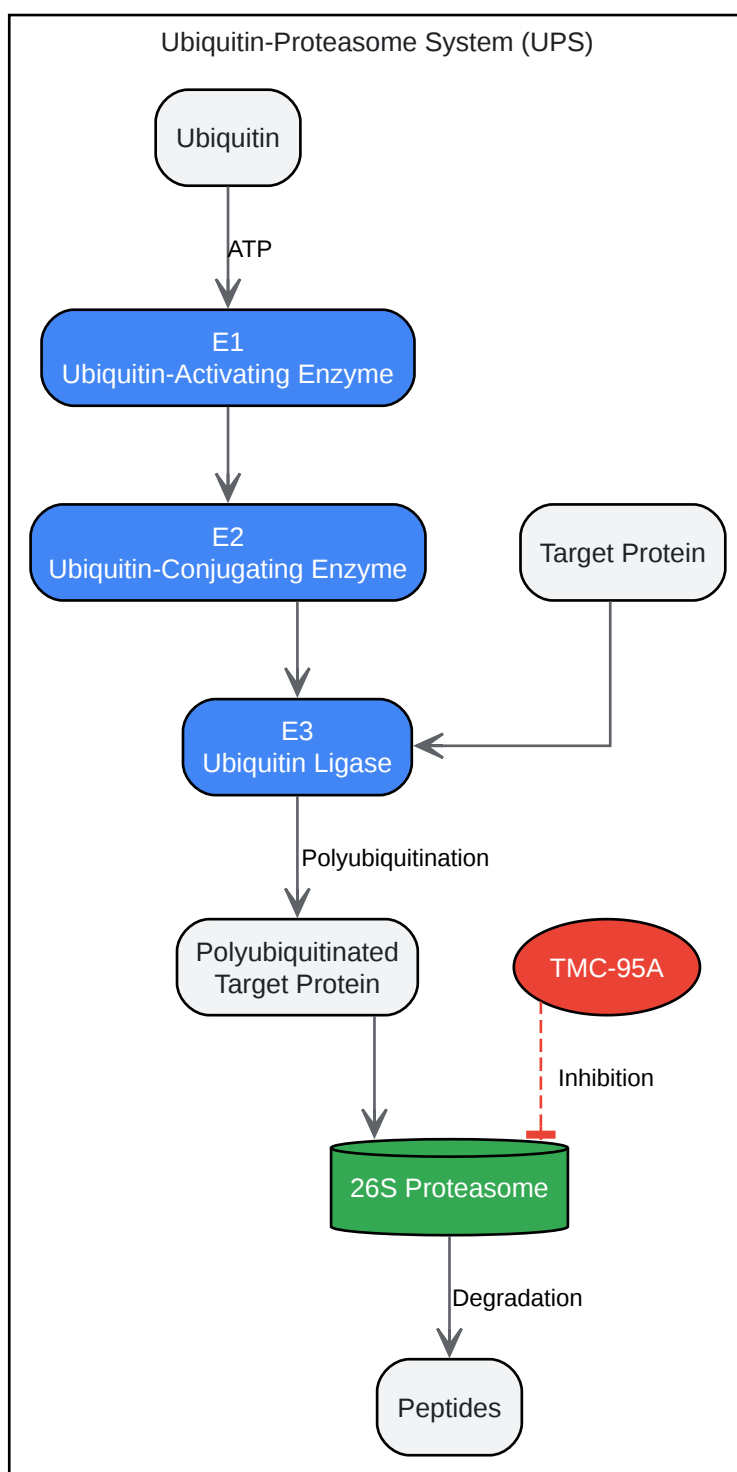 Ubiquitin-Proteasome System (UPS)
Ubiquitin
ATP
E1
Ubiquitin-Activating Enzyme
E2
Ubiquitin-Conjugating Enzyme
Target Protein
E3
Ubiquitin Ligase
Polyubiquitination
Polyubiquitinated
Target Protein
TMC-95A
Inhibition
26S Proteasome
Degradation
Peptides